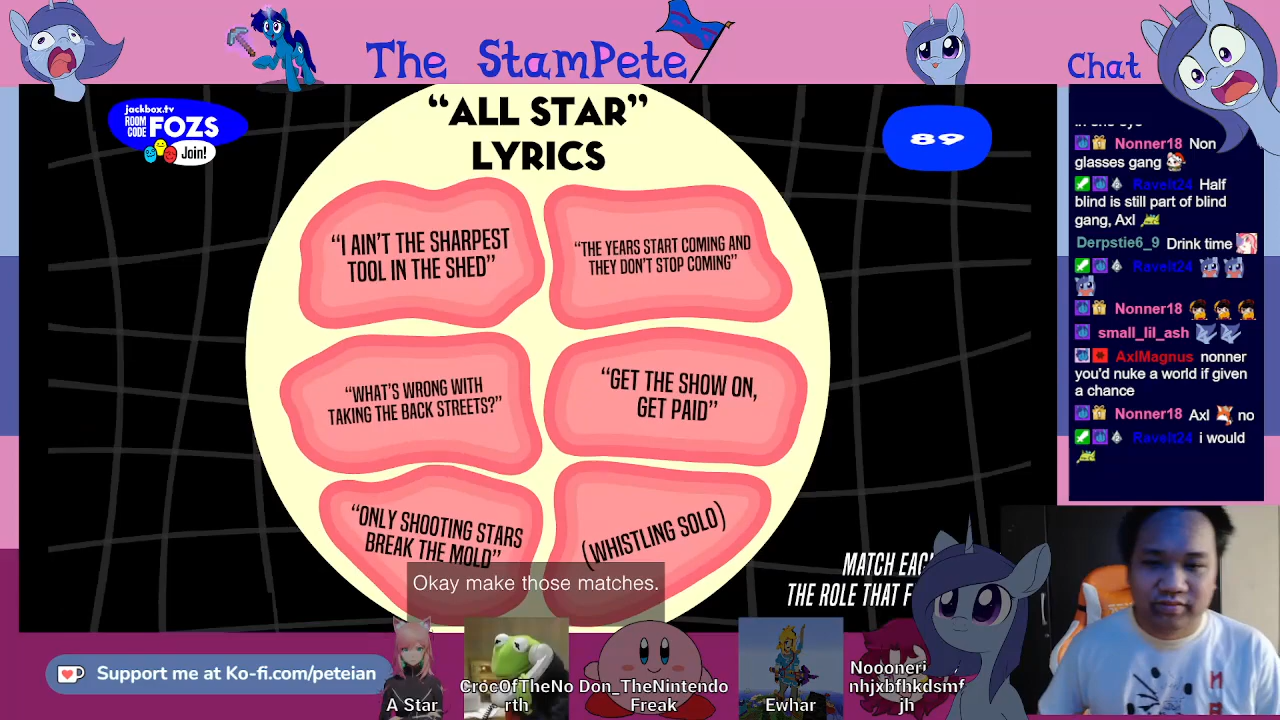 The StamPete
Chat
jackbox.tv
ROOM
CODE
FOZS
Join!
"ALL STAR"
LYRICS
89
"I AIN'T THE SHARPEST
TOOL IN THE SHED"
"THE YEARS START COMING AND
THEY DON'T STOP COMING"
"WHAT'S WRONG WITH
TAKING THE BACK STREETS?"
"GET THE SHOW ON,
GET PAID"
"ONLY SHOOTING STARS
BREAK THE MOLD"
(WHISTLING SOLO)
Okay make those matches.
MATCH
THE ROLE THAT
Nonner18 Non
glasses gang
Ravelt24 Half
blind is still part of blind
gang, Axl
Derpstie6_9 Drink time
Ravelt24
Nonner18
small_lil_ash
AxlMagnus nonner
you'd nuke a world if given
a chance
Nonner18 Axl no
Ravelt24 i would
Support me at Ko-fi.com/peteian
A Star
CrocOfTheNo
rth
Don_TheNintendo
Freak
Ewhar
Noooneri
nhjxbfhkdsmf
jh